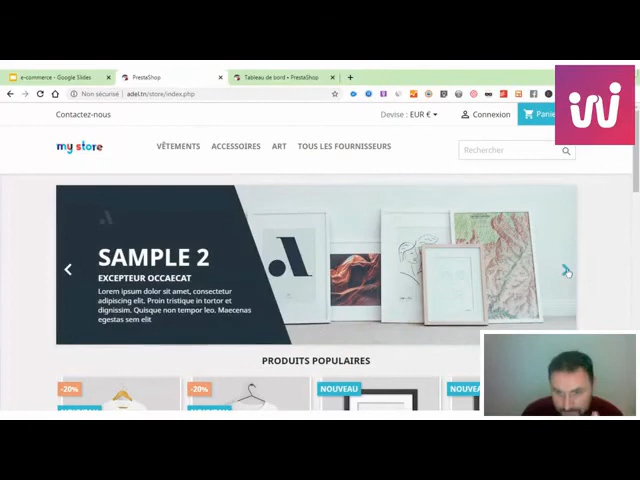 e-commerce - Google Slides
PrestaShop
Tableau de bord • PrestaShop
Non sécurisé
adel.tn/store/index.php
Contactez-nous
Devise : EUR €
Connexion
Panie
my store
VÊTEMENTS
ACCESSOIRES
ART
TOUS LES FOURNISSEURS
Rechercher
SAMPLE 2
EXCEPTEUR OCCAECAT
Lorem ipsum dolor sit amet, consectetur
adipiscing elit. Proin tristique in tortor et
dignissim. Quisque non tempor leo. Maecenas
egestas sem elit
PRODUITS POPULAIRES
-20%
-20%
NOUVEAU
NOUVEA